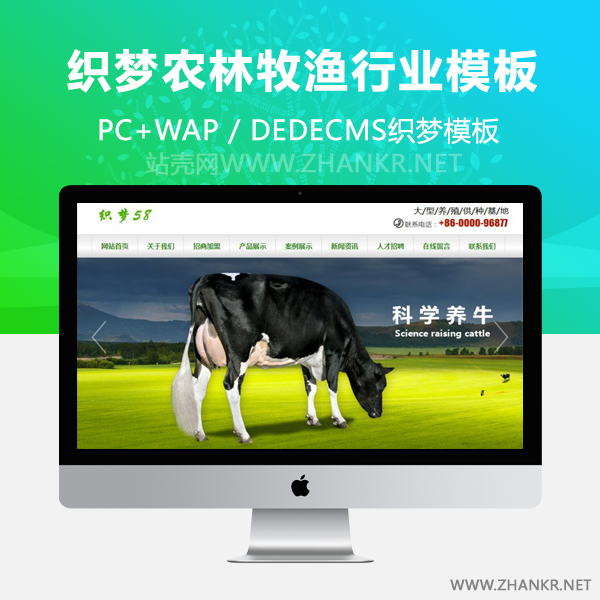 织梦农林牧渔行业模板
PC+WAP / DEDECMS织梦模板
站壳网WWW.ZHANKR.NET
织梦58
大/型/养/殖/供/种/基/地
联系电话：+86-0000-96877
网站首页 关于我们 招商加盟 产品展示 案例展示 新闻资讯 人才招聘 在线留言 联系我们
科学养牛
Science raising cattle
WWW.ZHANKR.NET